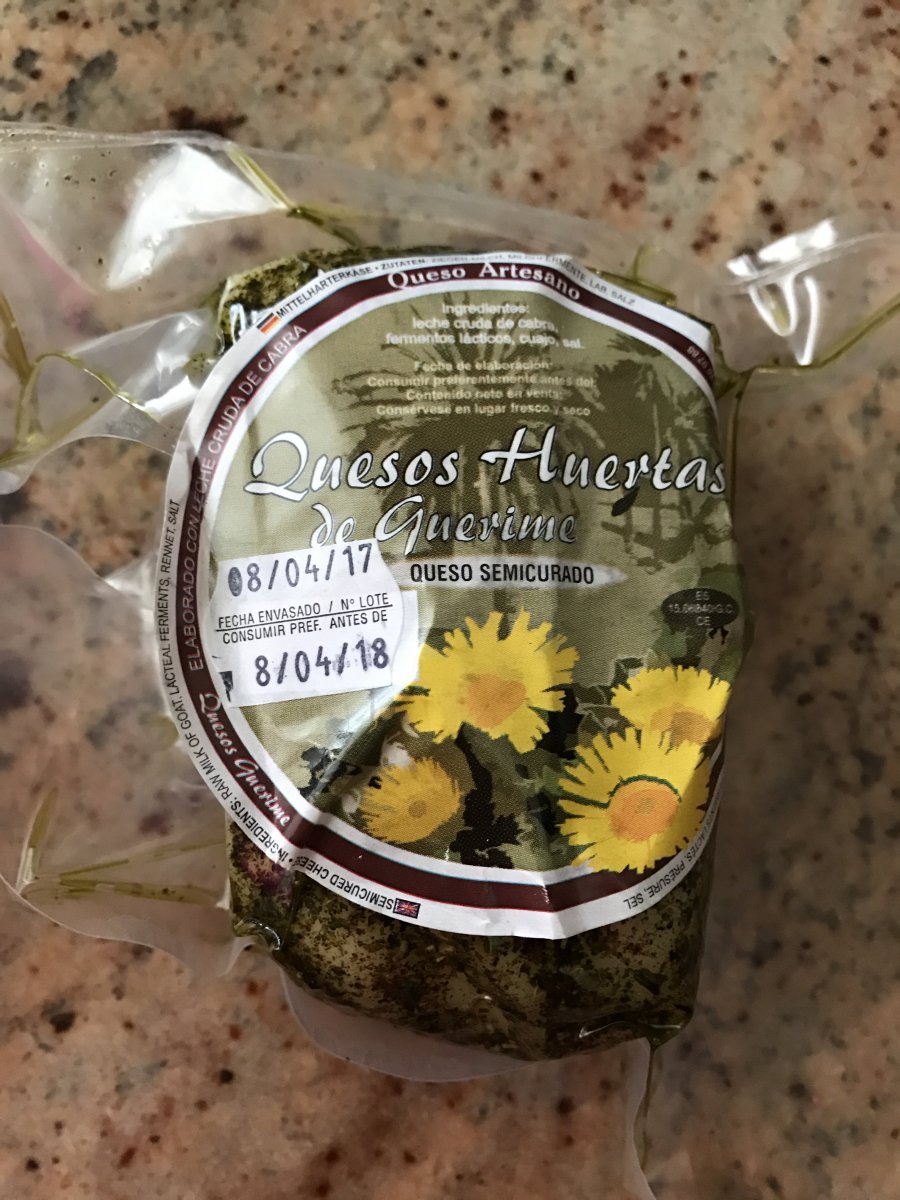 MITTELHARTERKÄSE • ZUTATEN:
LAB, SALZ
Queso Artesano
Ingredientes:
leche cruda de cabra,
fermentos lácticos, cuajo, sal.
Fecha de elaboración:
Consumir preferentemente antes del:
Contenido neto en venta:
Consérvese en lugar fresco y seco
ELABORADO CON LECHE CRUDA DE CABRA
Quesos Huertas
de Guerime
QUESO SEMICURADO
08/04/17
FECHA ENVASADO / Nº LOTE
CONSUMIR PREF. ANTES DE
8/04/18
ES
CE
Quesos Guerime
SEMICURED CHEESE • INGREDIENTS: RAW MILK OF GOAT, LACTEAL FERMENTS, RENNET, SALT
PRESURE, SEL